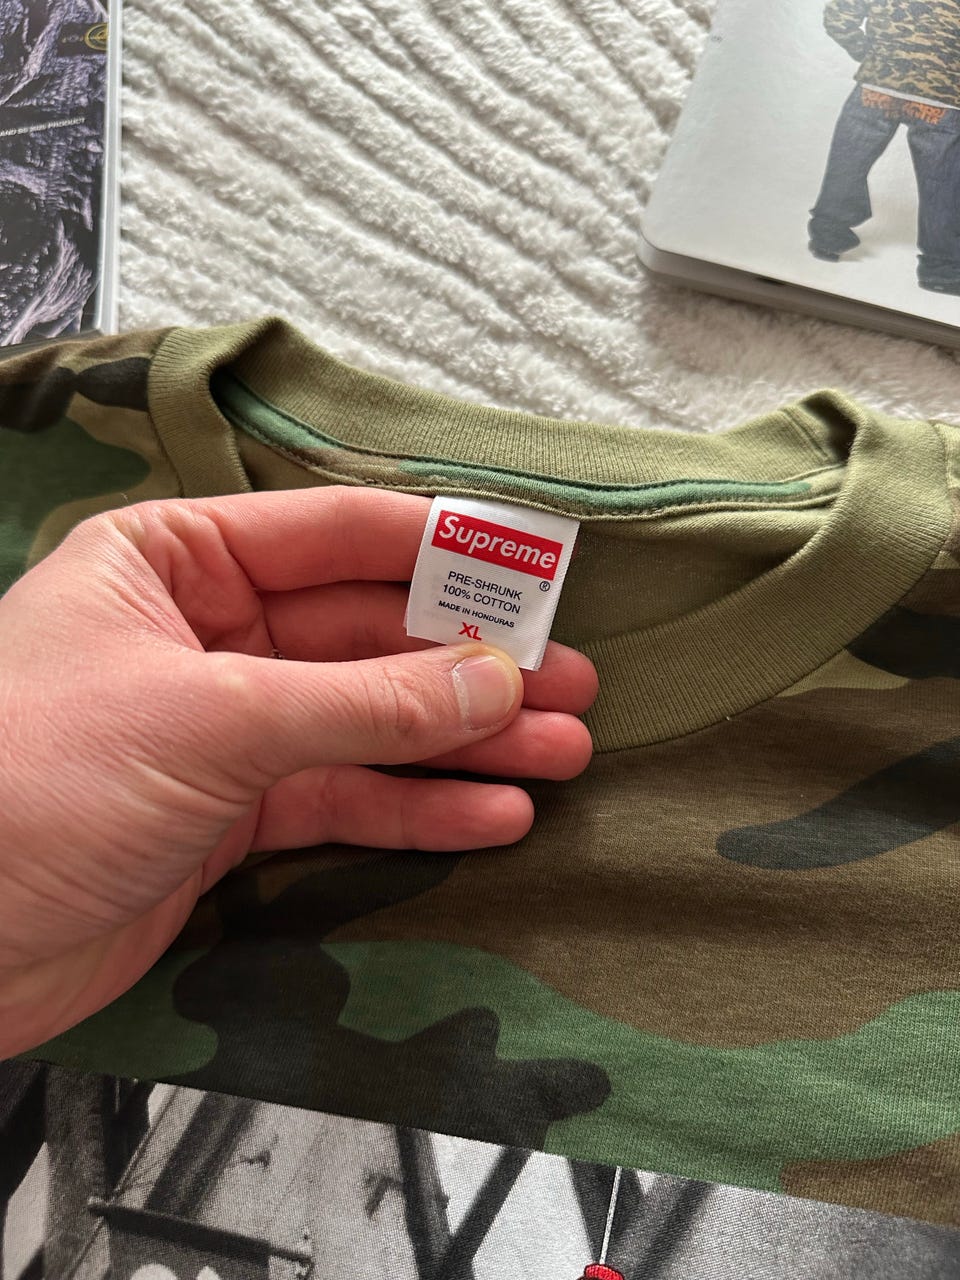 Supreme
®
PRE-SHRUNK
100% COTTON
MADE IN HONDURAS
XL